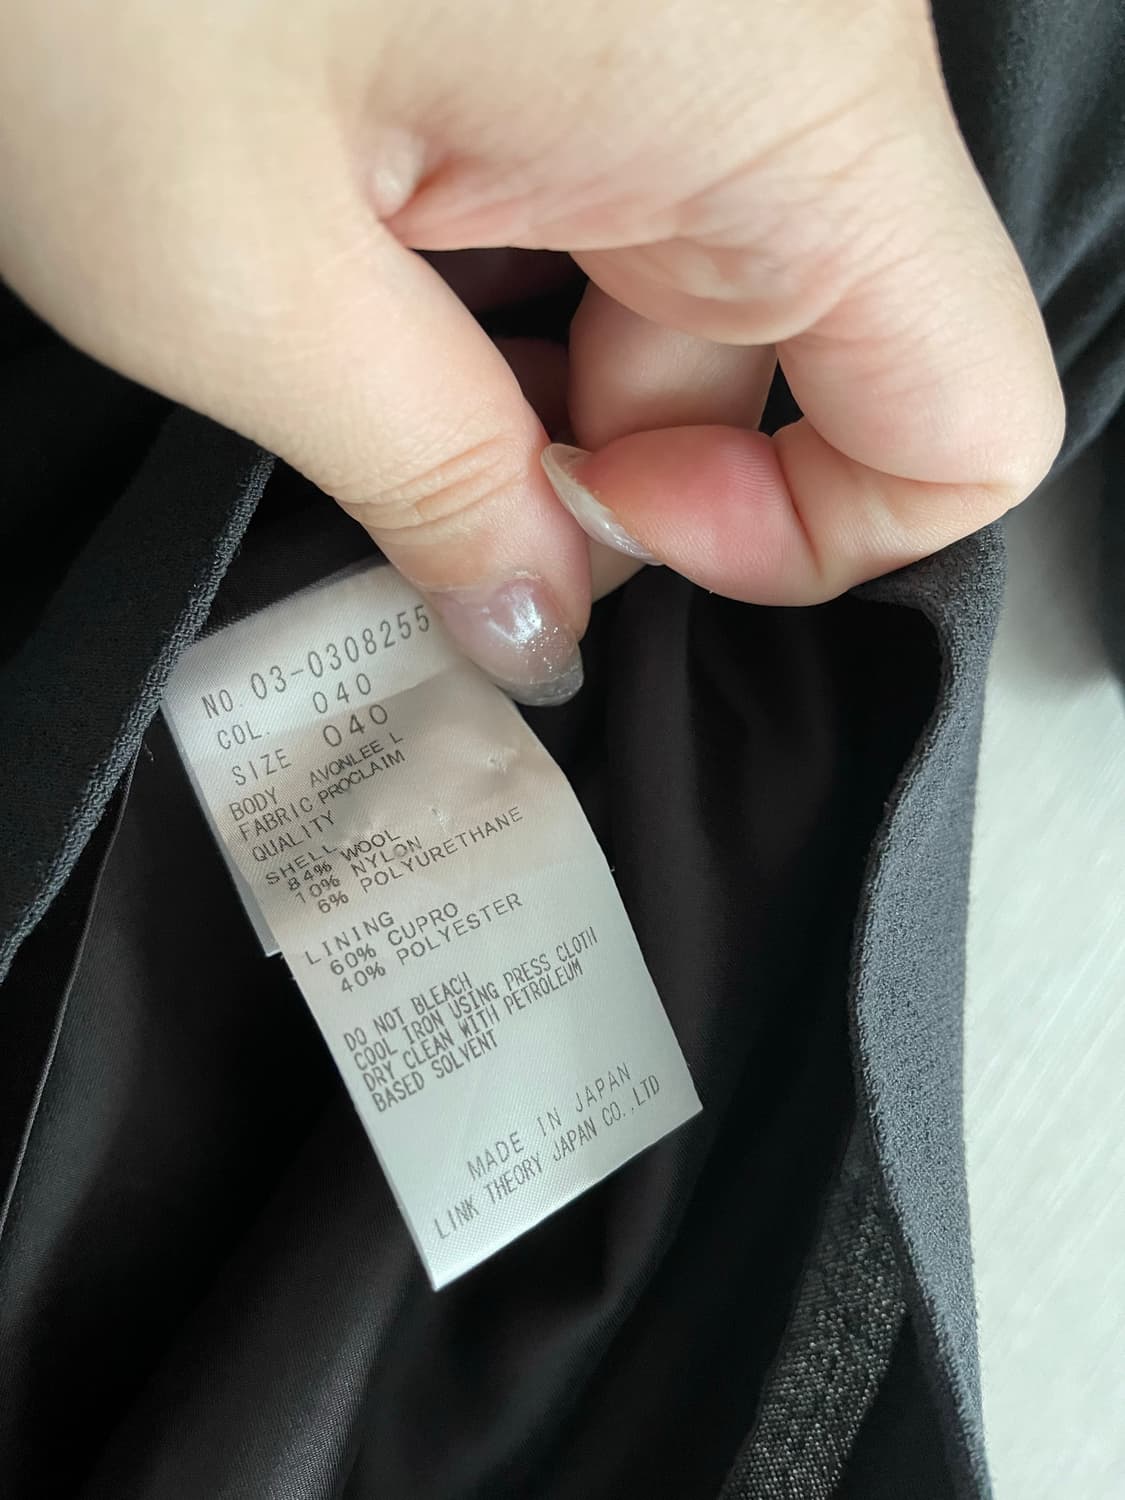 NO. 03-0308255
COL. 040
SIZE 040
BODY AVONLEE L
FABRIC PROCLAIM
QUALITY
SHELL
84% WOOL
10% NYLON
6% POLYURETHANE
LINING
60% CUPRO
40% POLYESTER
DO NOT BLEACH
COOL IRON USING PRESS CLOTH
DRY CLEAN WITH PETROLEUM
BASED SOLVENT
MADE IN JAPAN
LINK THEORY JAPAN CO.,LTD